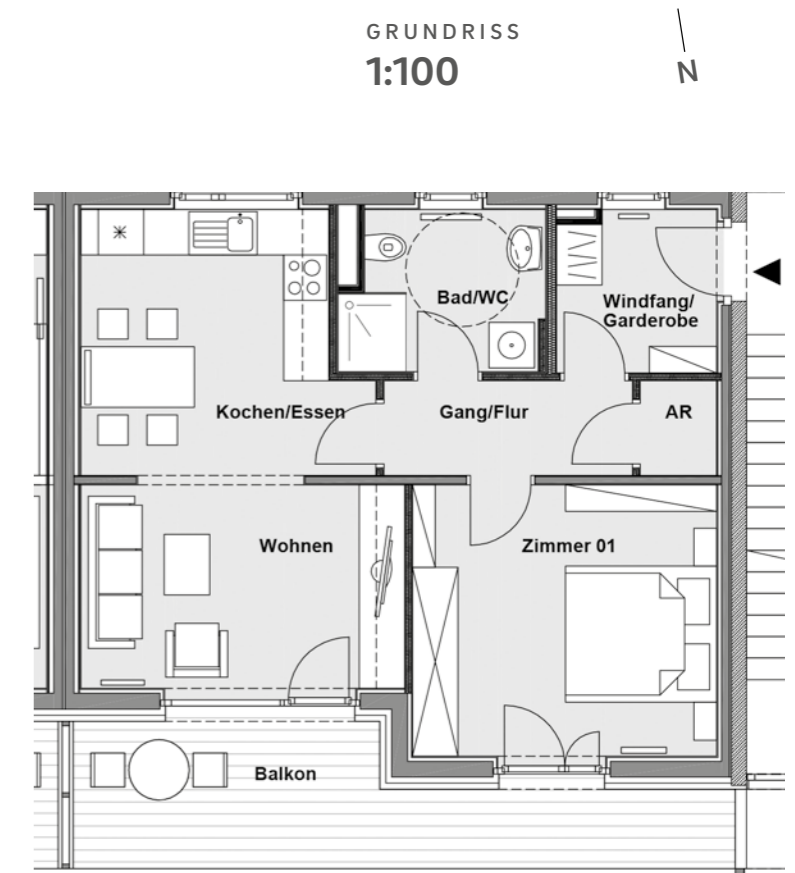 GRUNDRISS
1:100
N
Bad/WC
Windfang/
Garderobe
Kochen/Essen
Gang/Flur
AR
Wohnen
Zimmer 01
Balkon